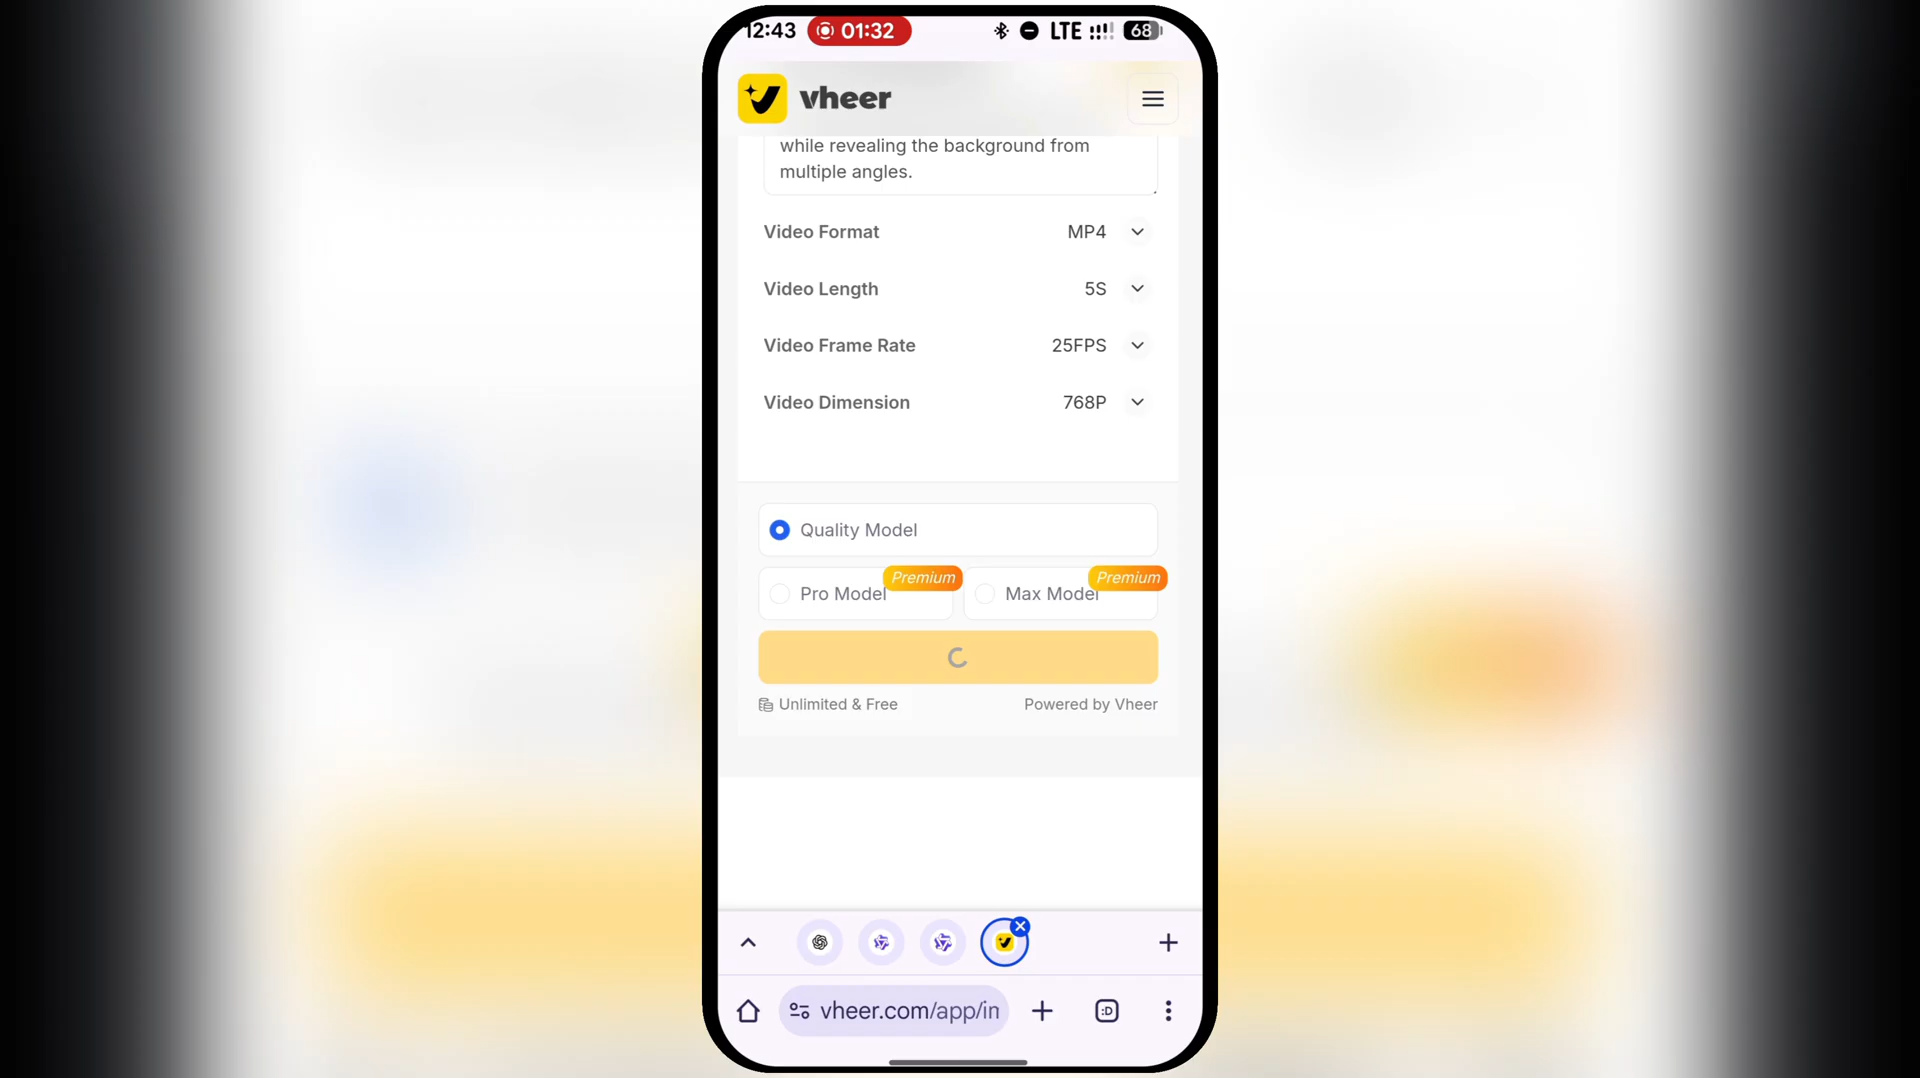 12:43 01:32 LTE 68
vheer
while revealing the background from
multiple angles.
Video Format MP4
Video Length 5S
Video Frame Rate 25FPS
Video Dimension 768P
Quality Model
Premium Premium
Pro Model Max Model
Unlimited & Free Powered by Vheer
:D
vheer.com/app/in